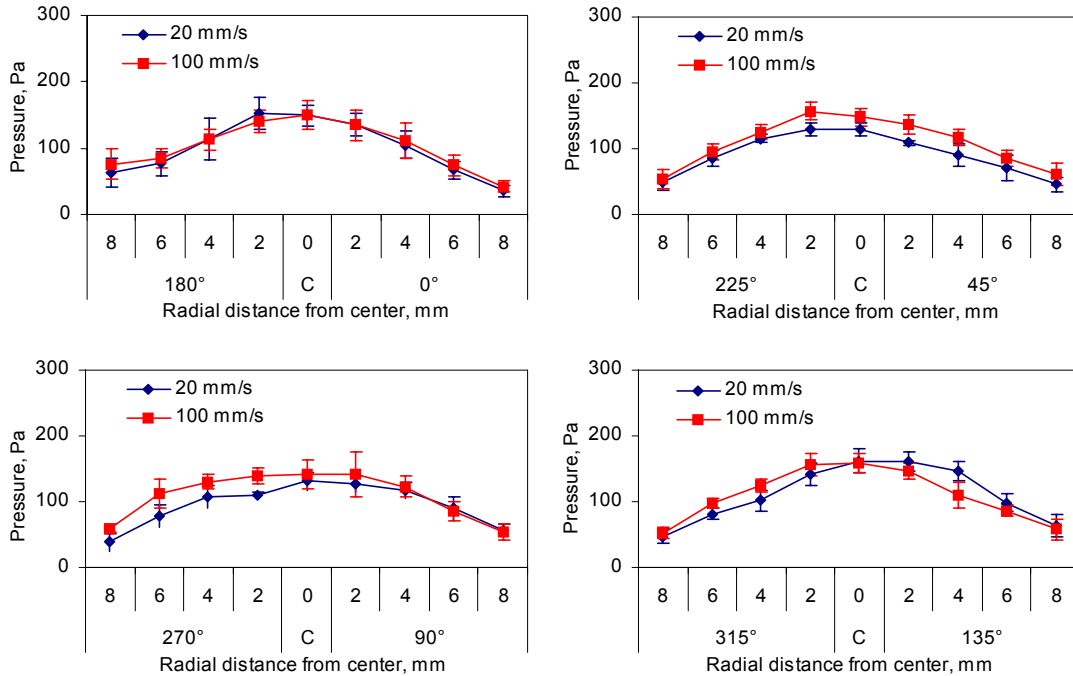 300
20 mm/s
100 mm/s
200
Pressure, Pa
100
0
8 6 4 2 0 2 4 6 8
180° C 0°
Radial distance from center, mm
300
20 mm/s
100 mm/s
200
Pressure, Pa
100
0
8 6 4 2 0 2 4 6 8
225° C 45°
Radial distance from center, mm
300
20 mm/s
100 mm/s
200
Pressure, Pa
100
0
8 6 4 2 0 2 4 6 8
270° C 90°
Radial distance from center, mm
300
20 mm/s
100 mm/s
200
Pressure, Pa
100
0
8 6 4 2 0 2 4 6 8
315° C 135°
Radial distance from center, mm